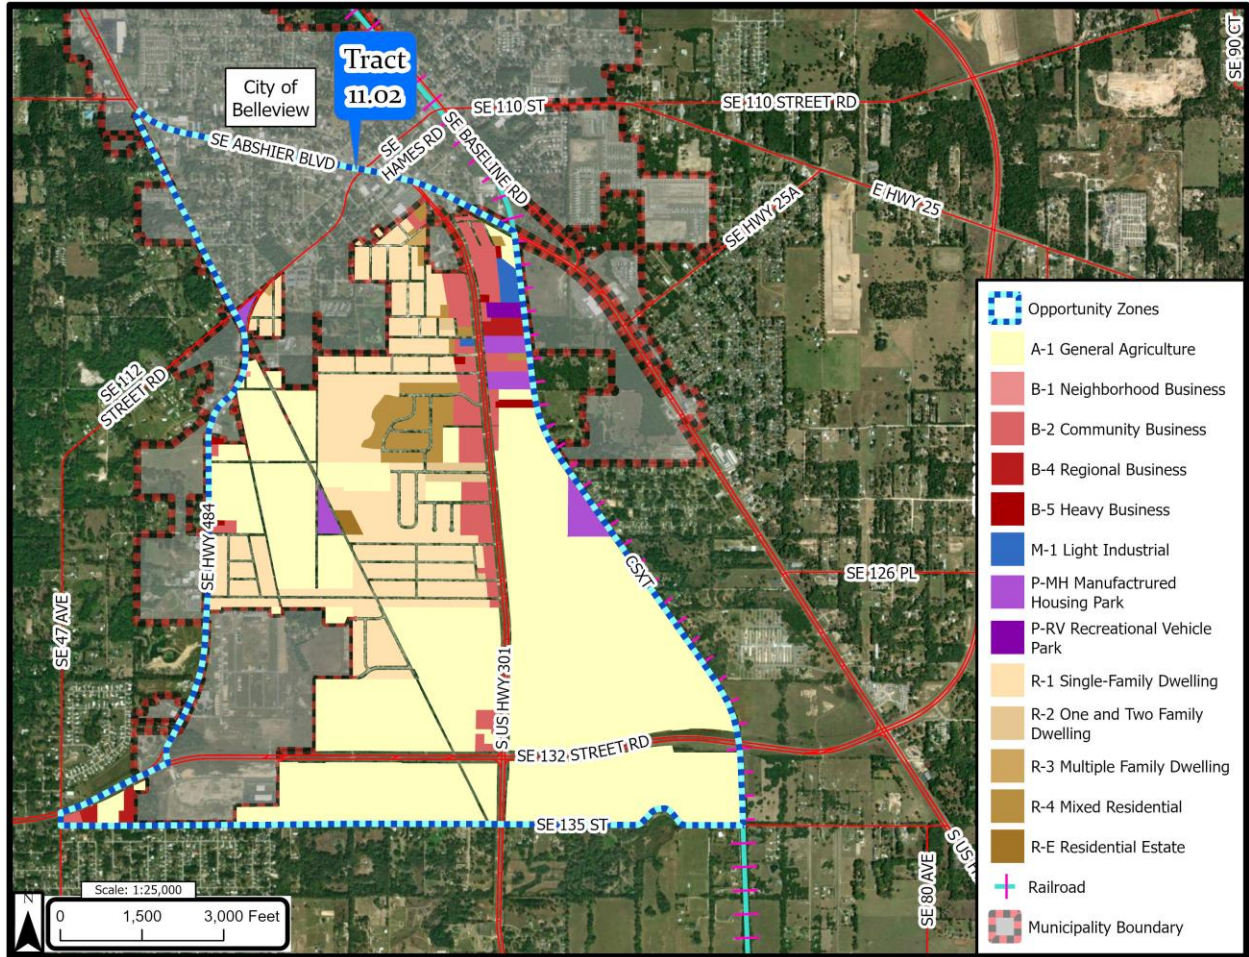 Tract
11.02
City of
Belleview
SE 90 CT
SE 110 ST
SE 110 STREET RD
SE ABSHIER BLVD
SE
HAMES RD
SE BASELINE RD
SE HWY 25A
E HWY 25
SE 112
STREET RD
SE HWY 484
SE 47 AVE
CSXT
SE 126 PL
S US HWY 301
SE 132 STREET RD
SE 135 ST
S US H
SE 80 AVE
Opportunity Zones
A-1 General Agriculture
B-1 Neighborhood Business
B-2 Community Business
B-4 Regional Business
B-5 Heavy Business
M-1 Light Industrial
P-MH Manufactrured
Housing Park
P-RV Recreational Vehicle
Park
R-1 Single-Family Dwelling
R-2 One and Two Family
Dwelling
R-3 Multiple Family Dwelling
R-4 Mixed Residential
R-E Residential Estate
Railroad
Municipality Boundary
Scale: 1:25,000
N
0 1,500 3,000 Feet